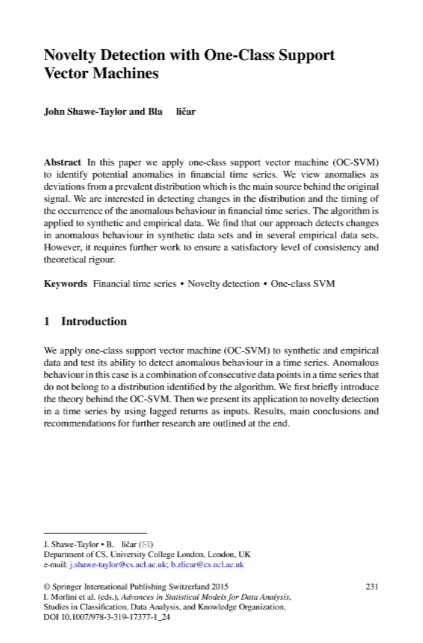 Novelty Detection with One-Class Support
Vector Machines
John Shawe-Taylor and Bla ličar
Abstract In this paper we apply one-class support vector machine (OC-SVM)
to identify potential anomalies in financial time series. We view anomalies as
deviations from a prevalent distribution which is the main source behind the original
signal. We are interested in detecting changes in the distribution and the timing of
the occurrence of the anomalous behaviour in financial time series. The algorithm is
applied to synthetic and empirical data. We find that our approach detects changes
in anomalous behaviour in synthetic data sets and in several empirical data sets.
However, it requires further work to ensure a satisfactory level of consistency and
theoretical rigour.
Keywords Financial time series • Novelty detection • One-class SVM
1 Introduction
We apply one-class support vector machine (OC-SVM) to synthetic and empirical
data and test its ability to detect anomalous behaviour in a time series. Anomalous
behaviour in this case is a combination of consecutive data points in a time series that
do not belong to a distribution identified by the algorithm. We first briefly introduce
the theory behind the OC-SVM. Then we present its application to novelty detection
in a time series by using lagged returns as inputs. Results, main conclusions and
recommendations for further research are outlined at the end.
J. Shawe-Taylor • B. ličar (✉)
Department of CS, University College London, London, UK
e-mail: j.shawe-taylor@cs.ucl.ac.uk; b.zlicar@cs.ucl.ac.uk
© Springer International Publishing Switzerland 2015 231
I. Morlini et al. (eds.), Advances in Statistical Models for Data Analysis,
Studies in Classification, Data Analysis, and Knowledge Organization,
DOI 10.1007/978-3-319-17377-1_24